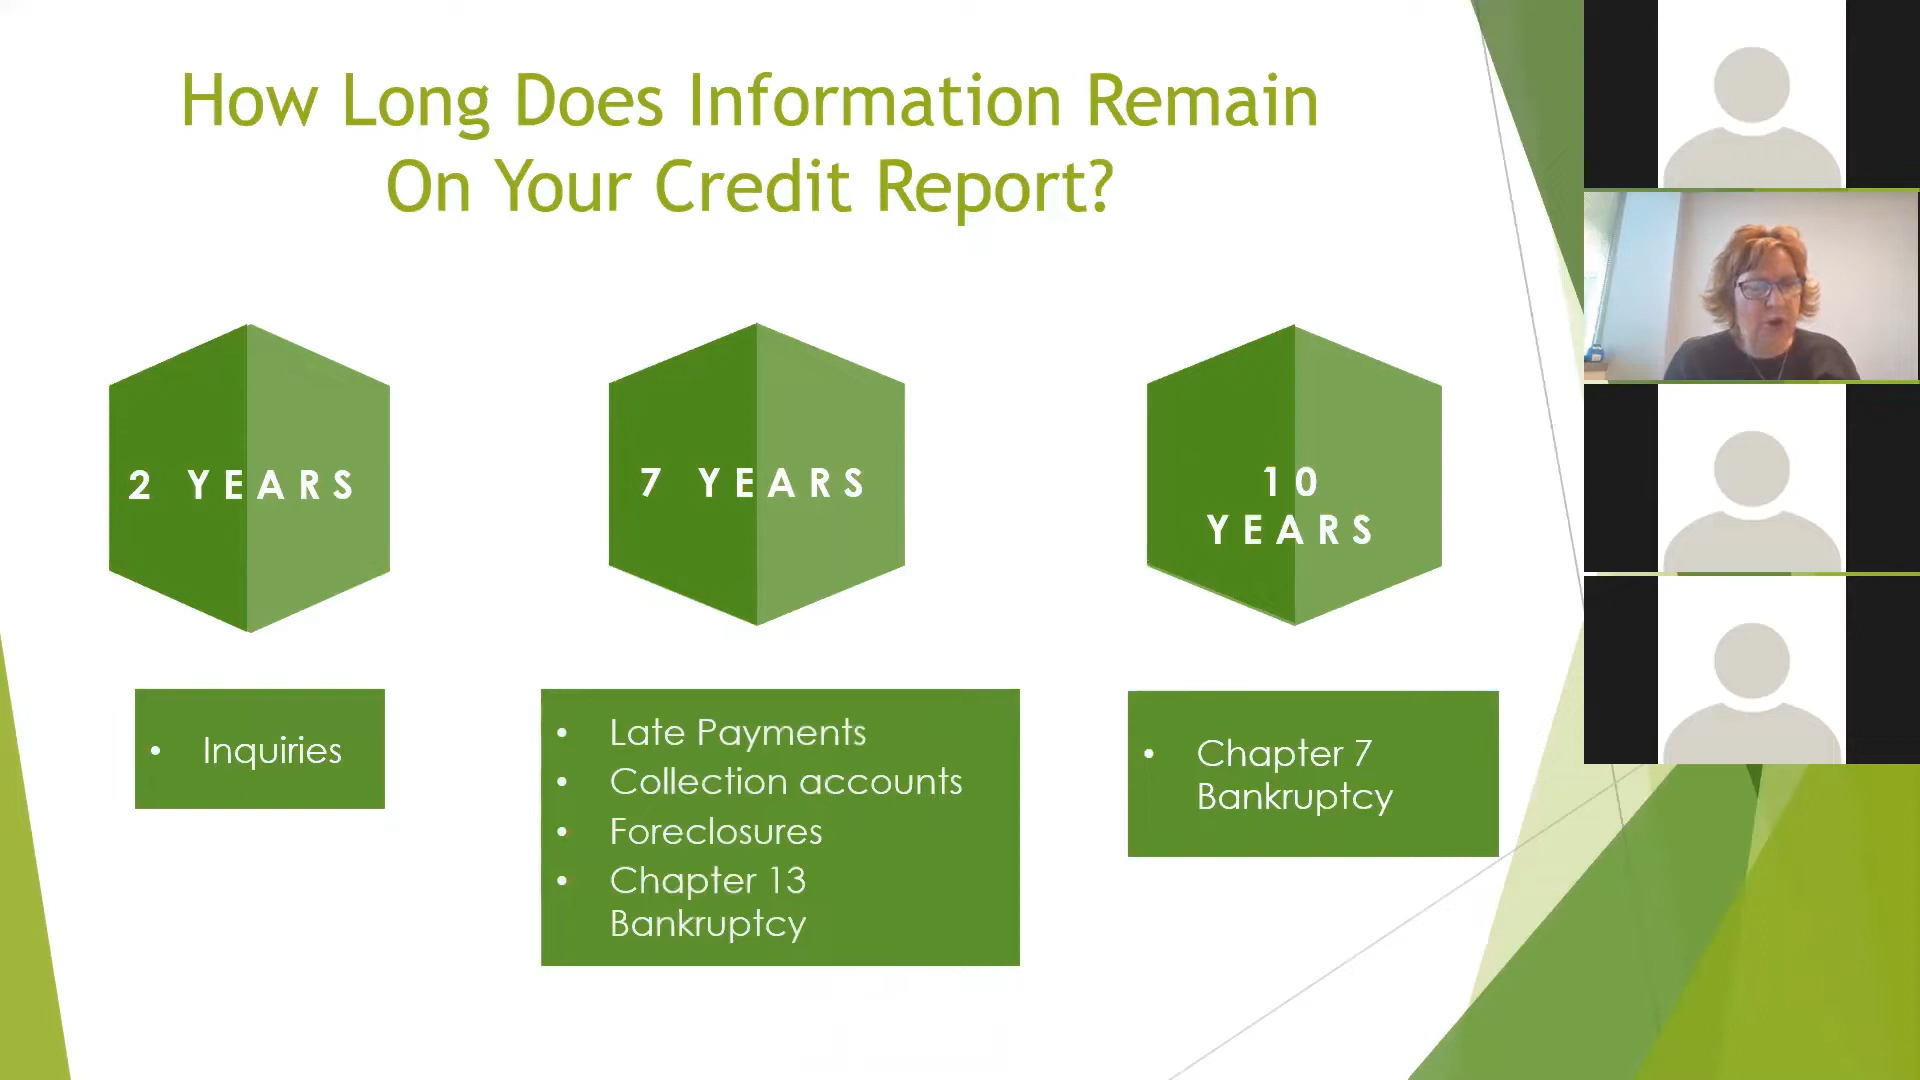 How Long Does Information Remain
On Your Credit Report?
2 YEARS
7 YEARS
10
YEARS
• Inquiries
• Late Payments
• Collection accounts
• Foreclosures
• Chapter 13
Bankruptcy
• Chapter 7
Bankruptcy